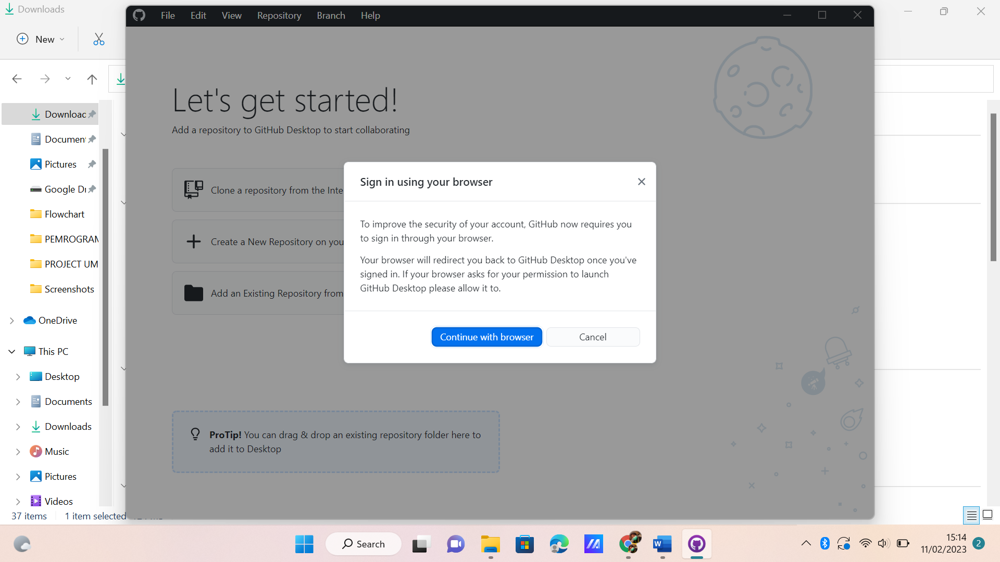 Downloads
File Edit View Repository Branch Help
New
Let's get started!
Add a repository to GitHub Desktop to start collaborating
Clone a repository from the Inte
Create a New Repository on you
Add an Existing Repository from
ProTip! You can drag & drop an existing repository folder here to
add it to Desktop
Sign in using your browser
To improve the security of your account, GitHub now requires you
to sign in through your browser.
Your browser will redirect you back to GitHub Desktop once you've
signed in. If your browser asks for your permission to launch
GitHub Desktop please allow it to.
Continue with browser Cancel
Downloac
Document
Pictures
Google Dr
Flowchart
PEMROGRAM
PROJECT UM
Screenshots
OneDrive
This PC
Desktop
Documents
Downloads
Music
Pictures
Videos
37 items 1 item selected
Search
15:14
11/02/2023 2